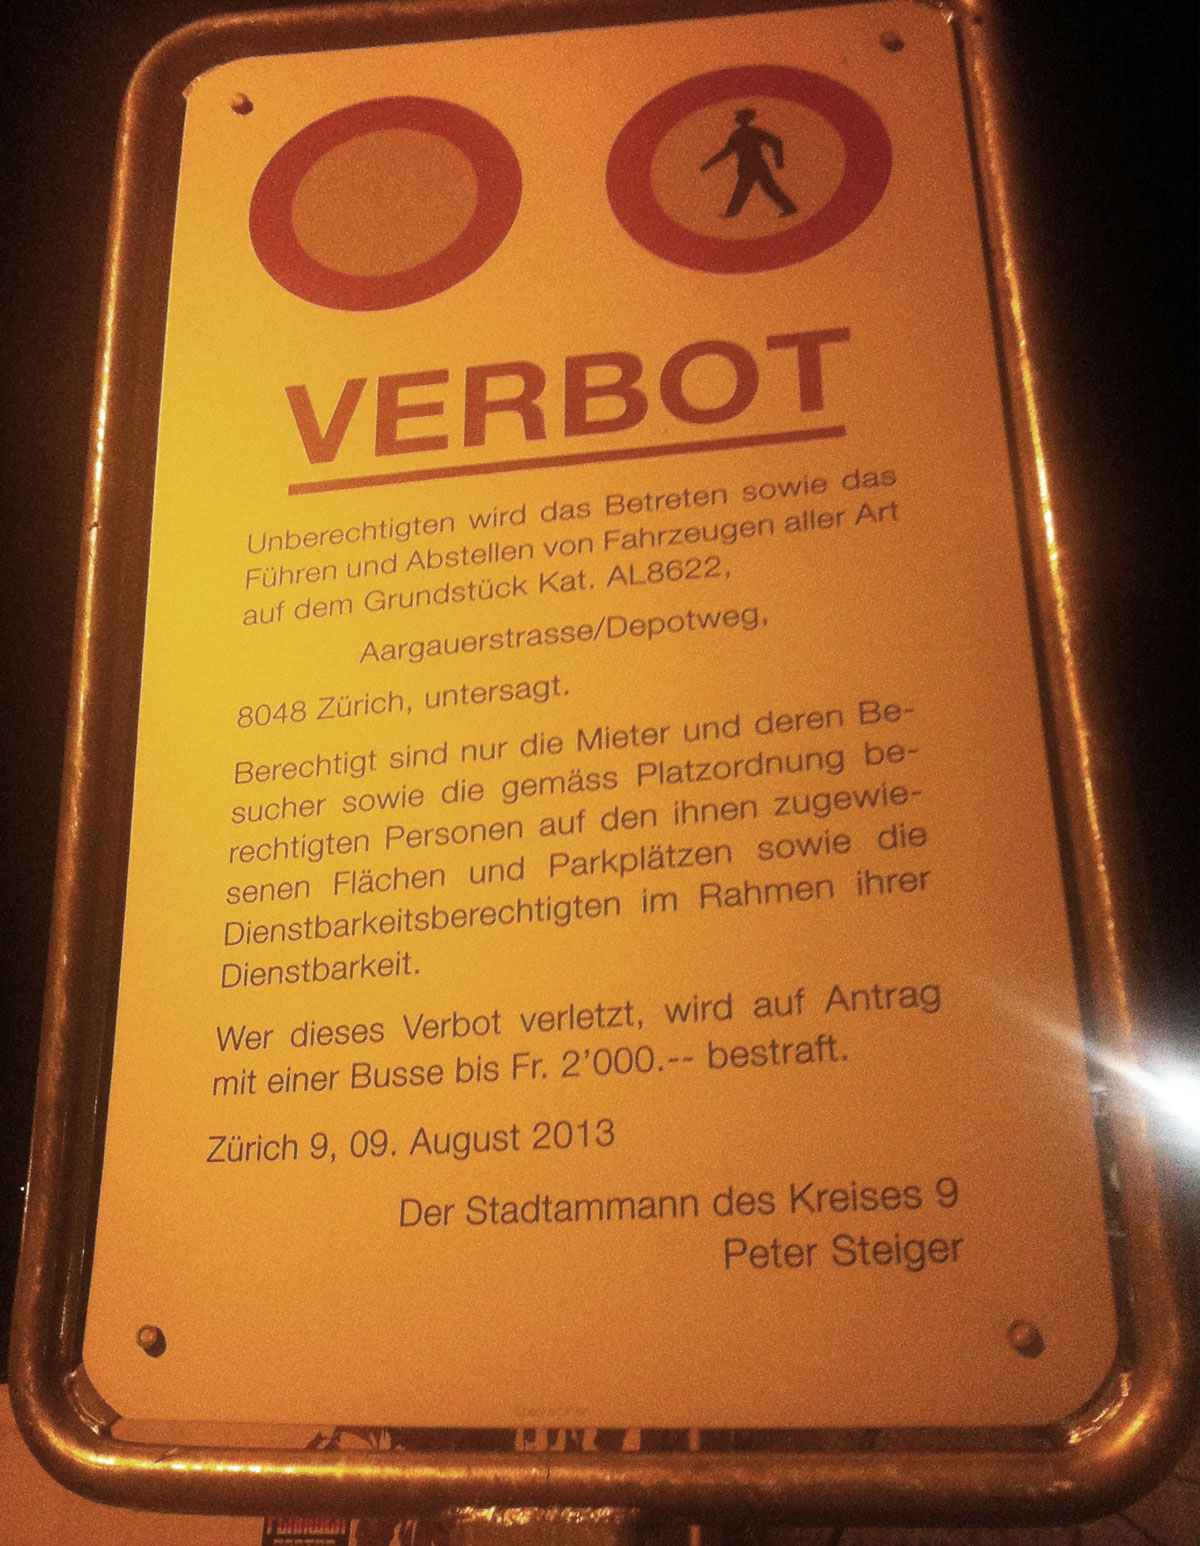 VERBOT
Unberechtigten wird das Betreten sowie das
Führen und Abstellen von Fahrzeugen aller Art
auf dem Grundstück Kat. AL8622,
Aargauerstrasse/Depotweg,
8048 Zürich, untersagt.
Berechtigt sind nur die Mieter und deren Be-
sucher sowie die gemäss Platzordnung be-
rechtigten Personen auf den ihnen zugewie-
senen Flächen und Parkplätzen sowie die
Dienstbarkeitsberechtigten im Rahmen ihrer
Dienstbarkeit.
Wer dieses Verbot verletzt, wird auf Antrag
mit einer Busse bis Fr. 2'000.-- bestraft.
Zürich 9, 09. August 2013
Der Stadtammann des Kreises 9
Peter Steiger